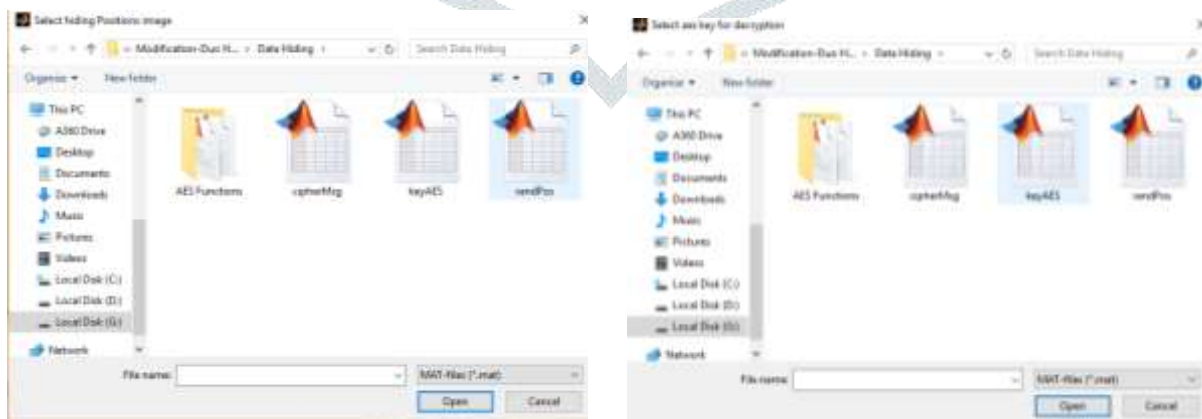 Select hiding Positions image
« Modification-Duo H... › Data Hiding ›
Search Data Hiding
Organize
New folder
This PC
A360 Drive
Desktop
Documents
Downloads
Music
Pictures
Videos
Local Disk (C:)
Local Disk (D:)
Local Disk (G:)
Network
AES Functions
cipherMsg
keyAES
sendPos
File name:
MAT-files (*.mat)
Open
Cancel
Select aes key for decryption
« Modification-Duo H... › Data Hiding ›
Search Data Hiding
Organize
New folder
This PC
A360 Drive
Desktop
Documents
Downloads
Music
Pictures
Videos
Local Disk (C:)
Local Disk (D:)
Local Disk (G:)
Network
AES Functions
cipherMsg
keyAES
sendPos
File name:
MAT-files (*.mat)
Open
Cancel